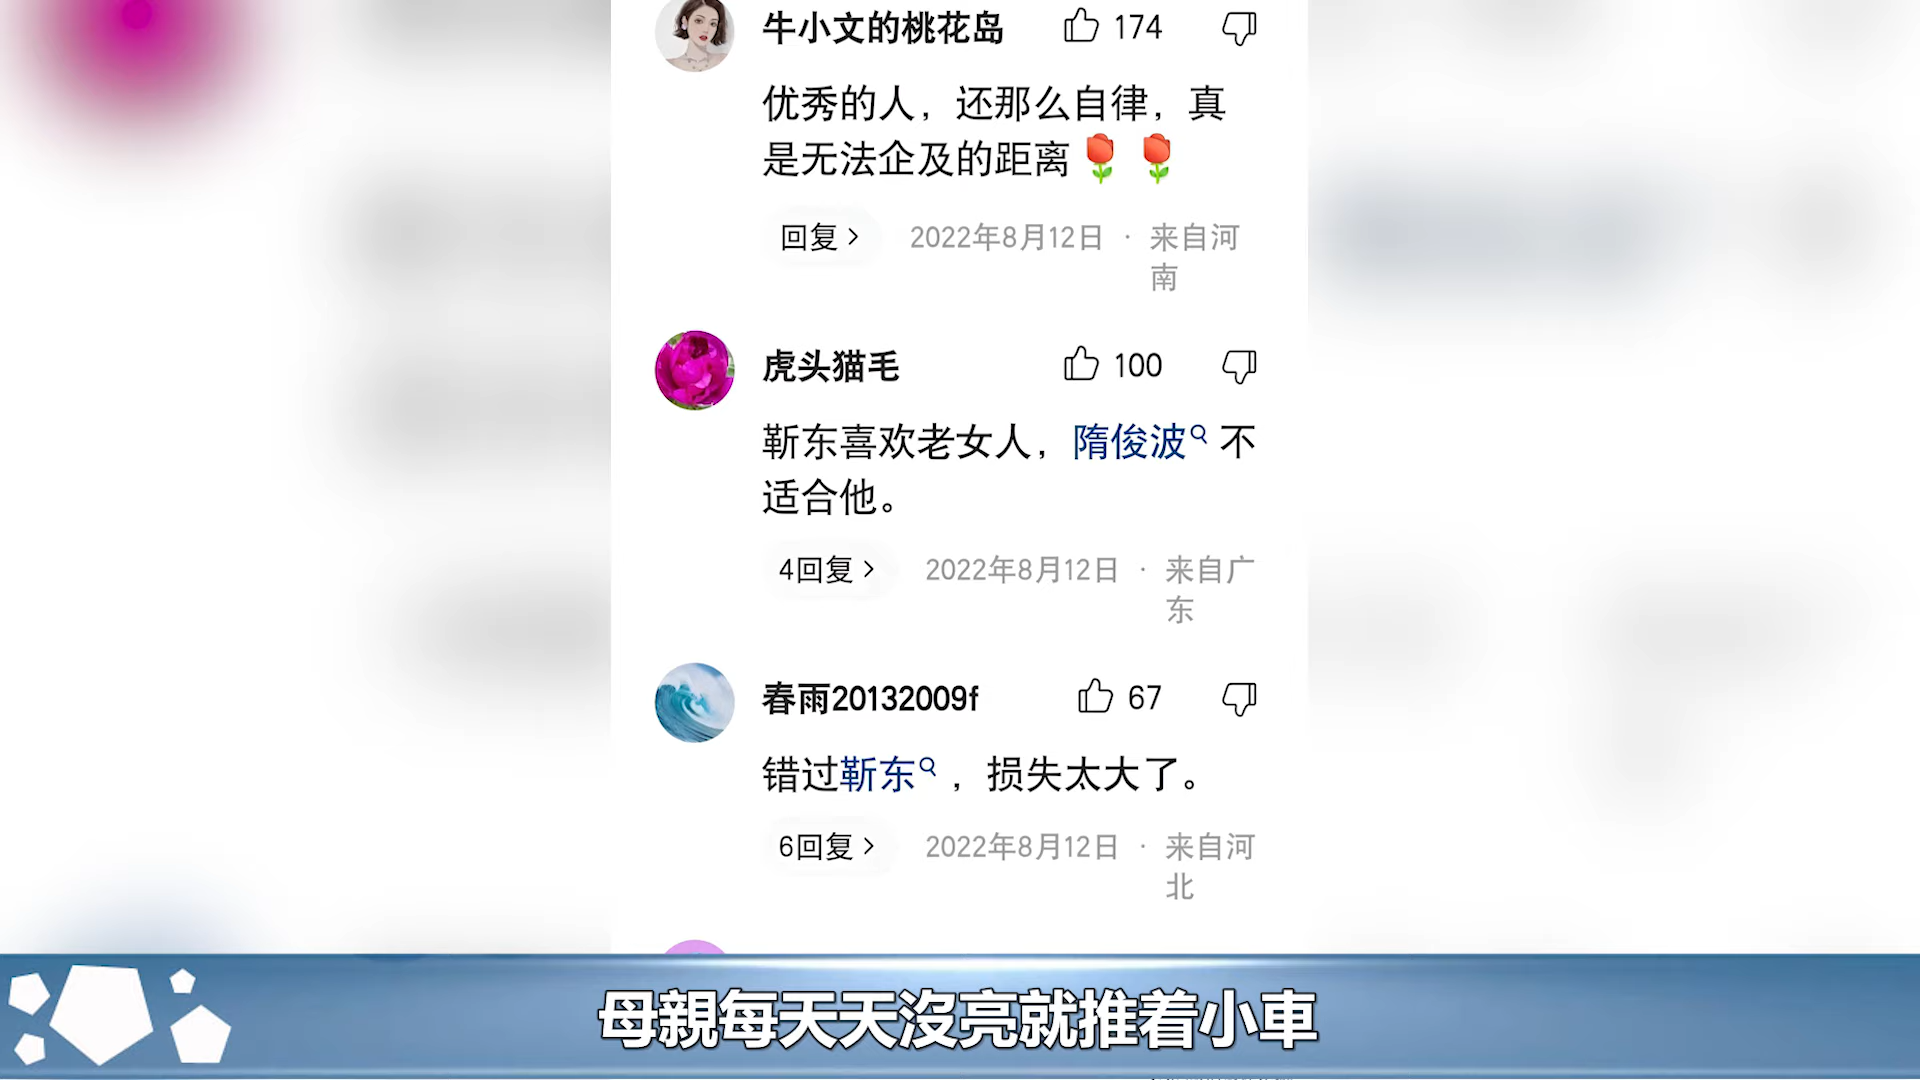 牛小文的桃花岛 174
优秀的人，还那么自律，真
是无法企及的距离🌹🌹
回复 > 2022年8月12日 · 来自河
南
虎头猫毛 100
靳东喜欢老女人，隋俊波 不
适合他。
4回复 > 2022年8月12日 · 来自广
东
春雨20132009f 67
错过靳东 ，损失太大了。
6回复 > 2022年8月12日 · 来自河
北
母親每天天沒亮就推着小車